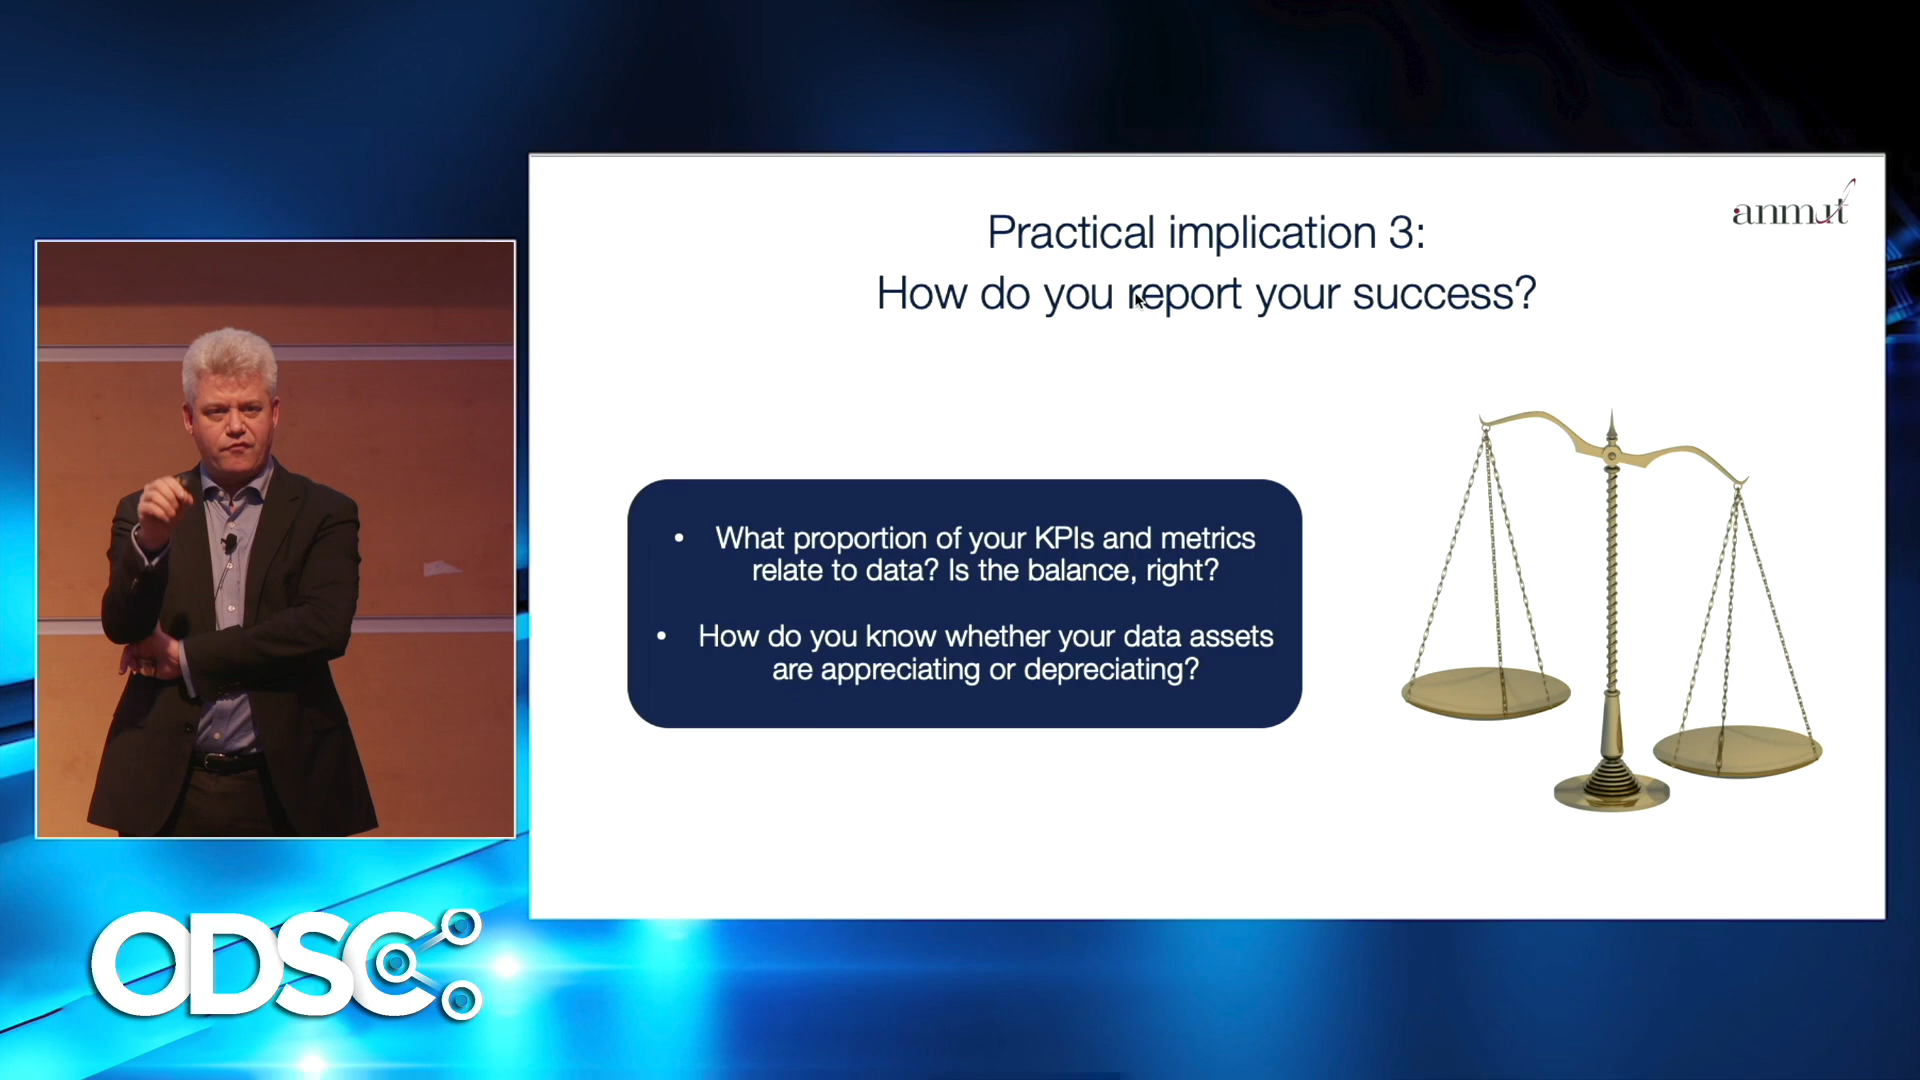 anmut
Practical implication 3:
How do you report your success?
• What proportion of your KPIs and metrics
relate to data? Is the balance, right?
• How do you know whether your data assets
are appreciating or depreciating?
ODSC